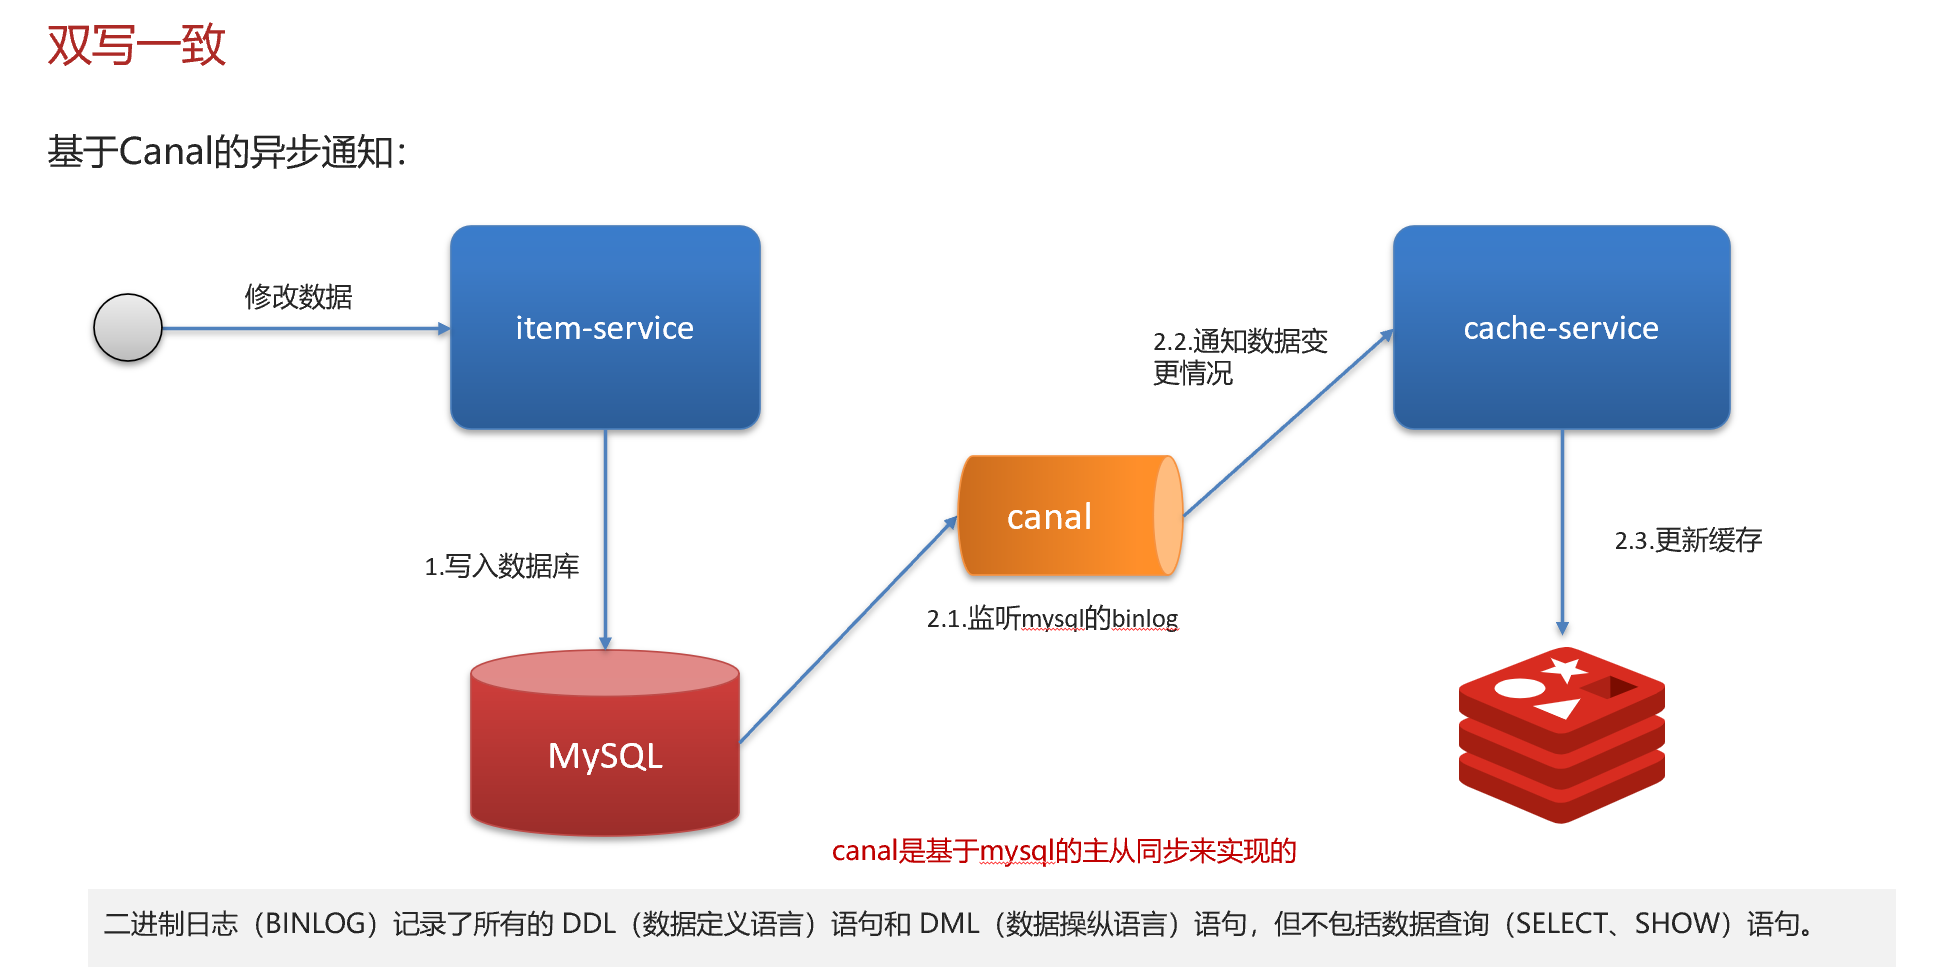 双写一致
基于Canal的异步通知：
修改数据
item-service
cache-service
2.2.通知数据变
更情况
canal
1.写入数据库
2.3.更新缓存
2.1.监听mysql的binlog
MySQL
canal是基于mysql的主从同步来实现的
二进制日志（BINLOG）记录了所有的 DDL（数据定义语言）语句和 DML（数据操纵语言）语句，但不包括数据查询（SELECT、SHOW）语句。